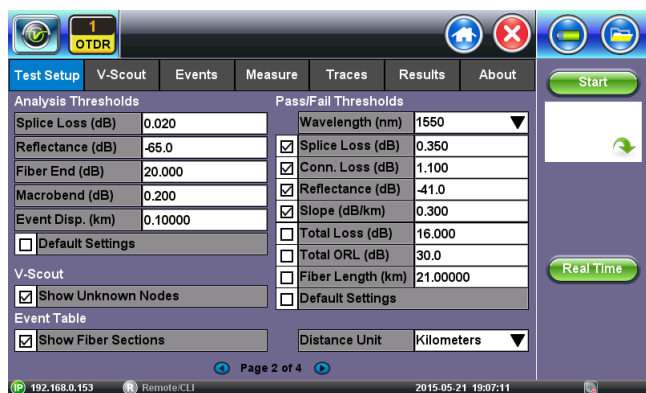 1
OTDR
Test Setup V-Scout Events Measure Traces Results About
Start
Analysis Thresholds
Splice Loss (dB) 0.020
Reflectance (dB) -65.0
Fiber End (dB) 20.000
Macrobend (dB) 0.200
Event Disp. (km) 0.10000
Default Settings
V-Scout
Show Unknown Nodes
Event Table
Show Fiber Sections
Pass/Fail Thresholds
Wavelength (nm) 1550
Splice Loss (dB) 0.350
Conn. Loss (dB) 1.100
Reflectance (dB) -41.0
Slope (dB/km) 0.300
Total Loss (dB) 16.000
Total ORL (dB) 30.0
Fiber Length (km) 21.00000
Default Settings
Distance Unit Kilometers
Real Time
Page 2 of 4
IP 192.168.0.153 R Remote/CLI 2015-05-21 19:07:11